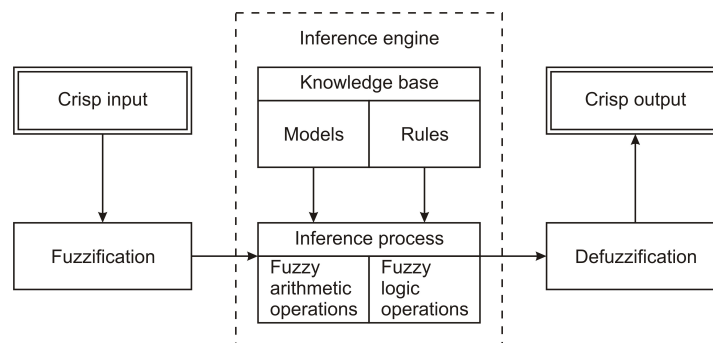 Inference engine
Crisp input
Knowledge base
Crisp output
Models
Rules
Fuzzification
Inference process
Defuzzification
Fuzzy
arithmetic
operations
Fuzzy
logic
operations